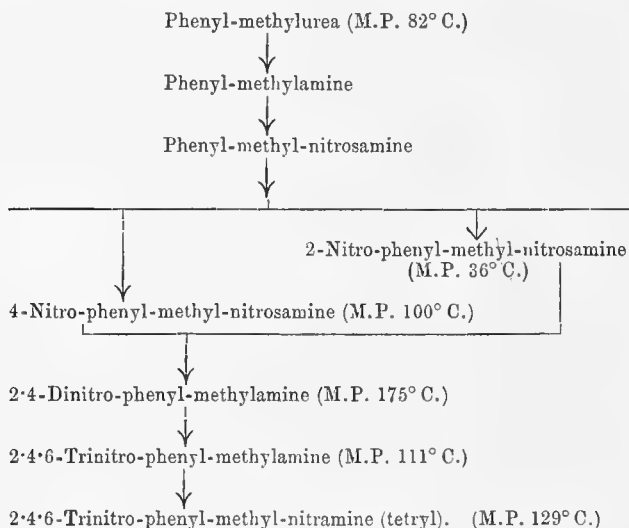 Phenyl-methylurea (M.P. 82° C.)
Phenyl-methylamine
Phenyl-methyl-nitrosamine
2-Nitro-phenyl-methyl-nitrosamine
(M.P. 36° C.)
4-Nitro-phenyl-methyl-nitrosamine (M.P. 100° C.)
2·4-Dinitro-phenyl-methylamine (M.P. 175° C.)
2·4·6-Trinitro-phenyl-methylamine (M.P. 111° C.)
2·4·6-Trinitro-phenyl-methyl-nitramine (tetryl). (M.P. 129° C.)